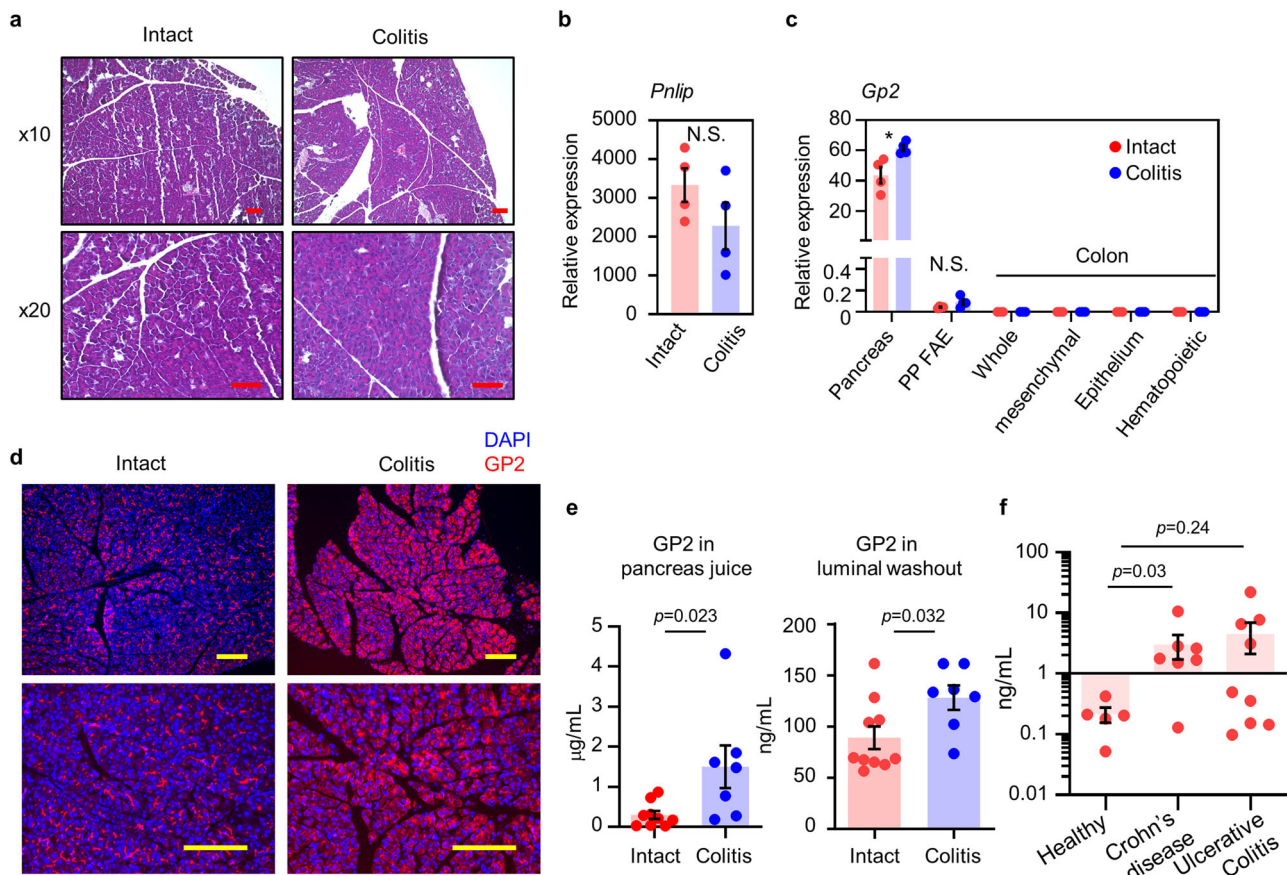 a
Intact
Colitis
x10
x20
b
Pnlip
Relative expression
5000
4000
3000
2000
1000
0
N.S.
Intact
Colitis
c
Gp2
Relative expression
80
60
40
20
0.4
0.2
0
*
N.S.
Intact
Colitis
Colon
Pancreas
PP FAE
Whole
mesenchymal
Epithelium
Hematopoietic
d
DAPI
GP2
Intact
Colitis
e
GP2 in
pancreas juice
p=0.023
µg/mL
5
4
3
2
1
0
Intact
Colitis
GP2 in
luminal washout
p=0.032
ng/mL
200
150
100
50
0
Intact
Colitis
f
p=0.24
p=0.03
ng/mL
100
10
1
0.1
0.01
Healthy
Crohn's
disease
Ulcerative
Colitis